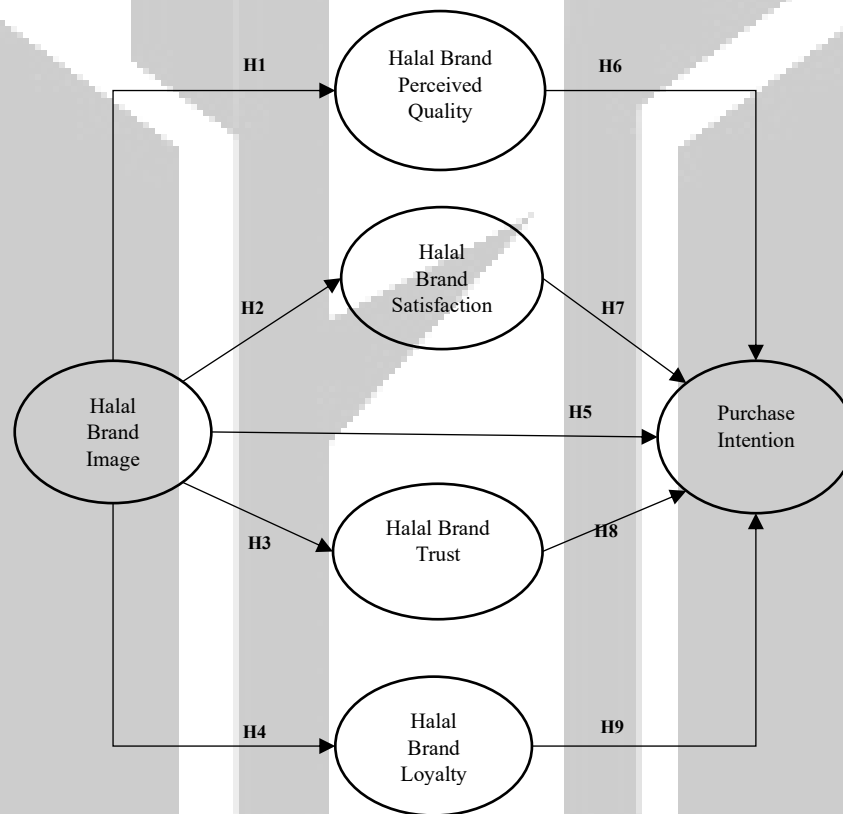 H1
Halal Brand
Perceived
Quality
H6
Halal
Brand
Satisfaction
H2
H7
Halal
Brand
Image
H5
Purchase
Intention
H3
Halal Brand
Trust
H8
H4
Halal
Brand
Loyalty
H9